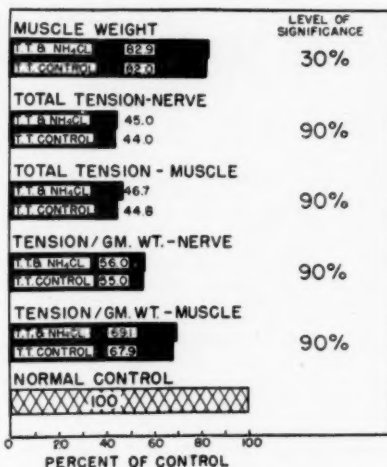 MUSCLE WEIGHT
LEVEL OF
SIGNIFICANCE
T.T. & NH₄CL 82.9
T.T. CONTROL 82.0
30%
TOTAL TENSION-NERVE
T.T. & NH₄CL 45.0
T.T. CONTROL 44.0
90%
TOTAL TENSION - MUSCLE
T.T. & NH₄CL 46.7
T.T. CONTROL 44.8
90%
TENSION/GM. WT.-NERVE
T.T. & NH₄CL 56.0
T.T. CONTROL 55.0
90%
TENSION/GM. WT.-MUSCLE
T.T. & NH₄CL 69.1
T.T. CONTROL 67.9
90%
NORMAL CONTROL
100
0 20 40 60 80 100
PERCENT OF CONTROL